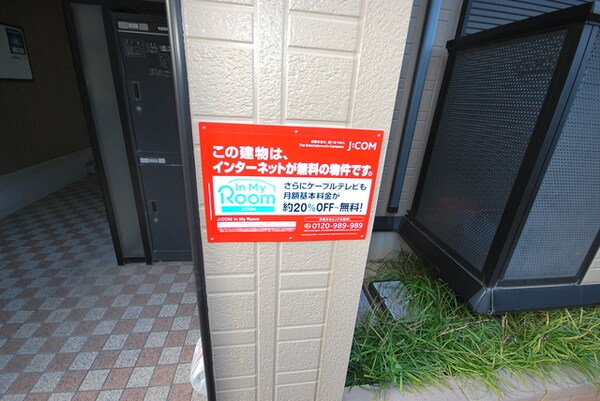 J:COM
この建物は、
インターネットが無料の物件です。
In My
Room
J:COM
さらにケーブルテレビも
月額基本料金が
約20%OFF~無料!
J:COM In My Room
0120-989-989